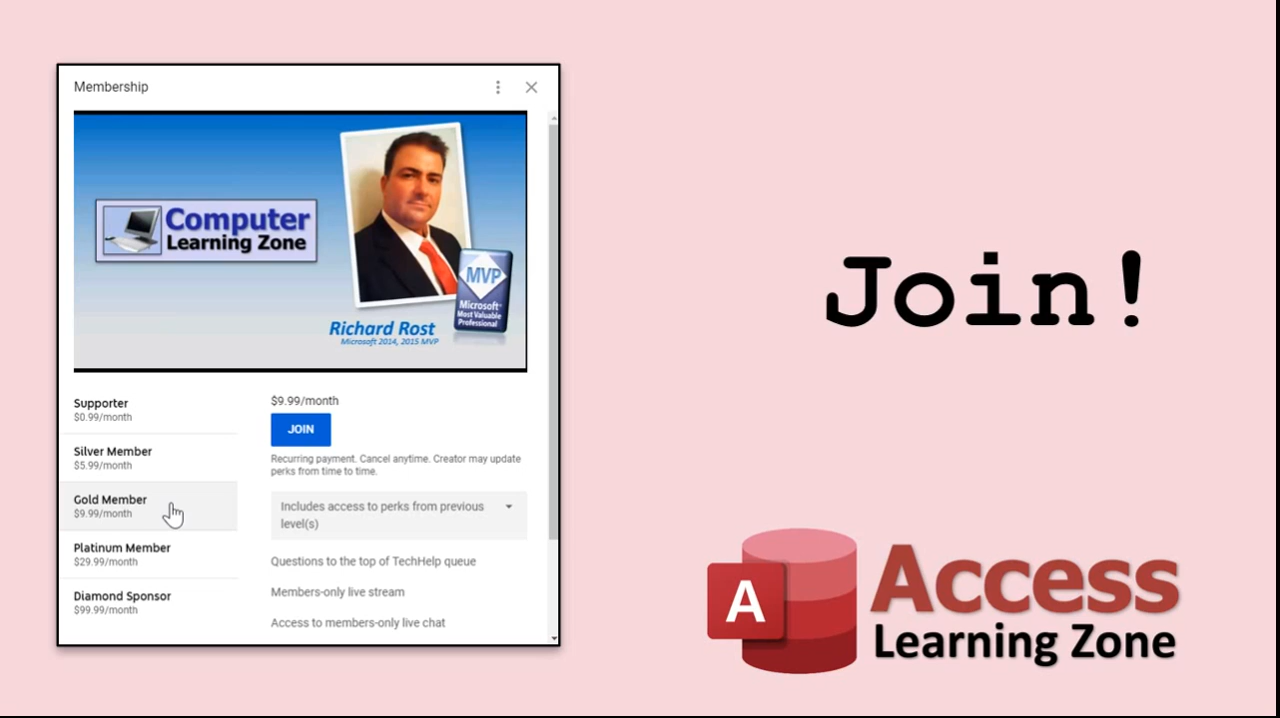 Membership
Computer
Learning Zone
MVP
Microsoft®
Most Valuable
Professional
Richard Rost
Microsoft 2014, 2015 MVP
Supporter
$0.99/month
Silver Member
$5.99/month
Gold Member
$9.99/month
Platinum Member
$29.99/month
Diamond Sponsor
$99.99/month
$9.99/month
JOIN
Recurring payment. Cancel anytime. Creator may update
perks from time to time.
Includes access to perks from previous
level(s)
Questions to the top of TechHelp queue
Members-only live stream
Access to members-only live chat
Join!
A
Access
Learning Zone